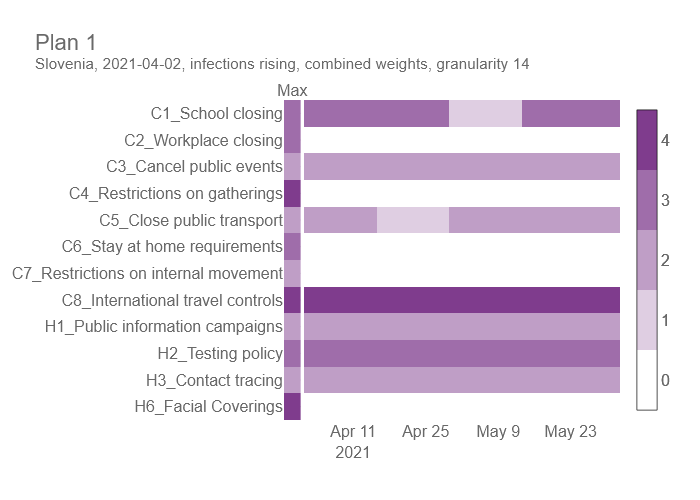 Plan 1
Slovenia, 2021-04-02, infections rising, combined weights, granularity 14
Max
C1_School closing
C2_Workplace closing
C3_Cancel public events
C4_Restrictions on gatherings
C5_Close public transport
C6_Stay at home requirements
C7_Restrictions on internal movement
C8_International travel controls
H1_Public information campaigns
H2_Testing policy
H3_Contact tracing
H6_Facial Coverings
4
3
2
1
0
Apr 11 Apr 25 May 9 May 23
2021